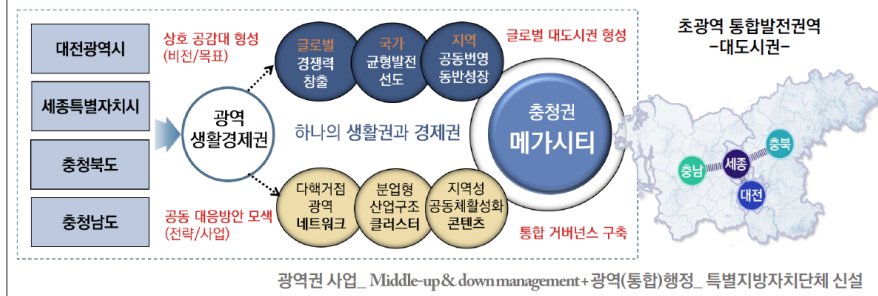 대전광역시
세종특별자치시
충청북도
충청남도
상호 공감대 형성
(비전/목표)
광역
생활경제권
공동 대응방안 모색
(전략/사업)
글로벌
경쟁력
창출
국가
균형발전
선도
지역
공동번영
동반성장
하나의 생활권과 경제권
다핵거점
광역
네트워크
분업형
산업구조
클러스터
지역성
공동체활성화
콘텐츠
글로벌 대도시권 형성
충청권
메가시티
통합 거버넌스 구축
초광역 통합발전권역
-대도시권-
충남
세종
충북
대전
광역권 사업_ Middle-up & down management + 광역(통합)행정_ 특별지방자치단체 신설